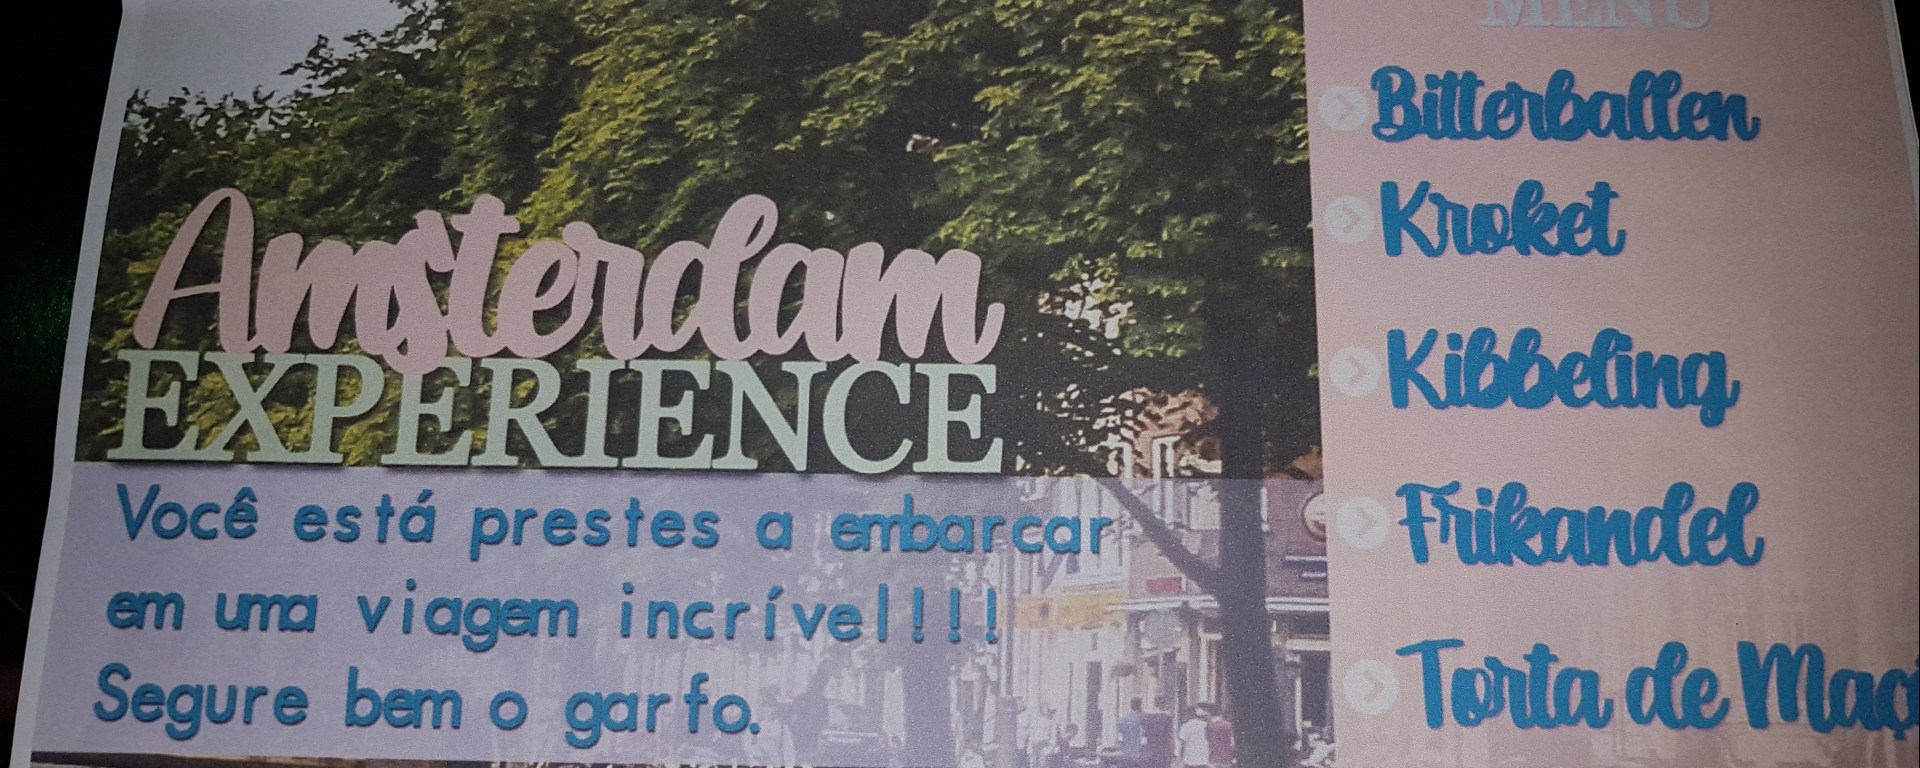 Amsterdam
EXPERIENCE
Você está prestes a embarcar
em uma viagem incrível!!!
Segure bem o garfo.
MENU
Bitterballen
Kroket
Kibbeling
Frikandel
Torta de